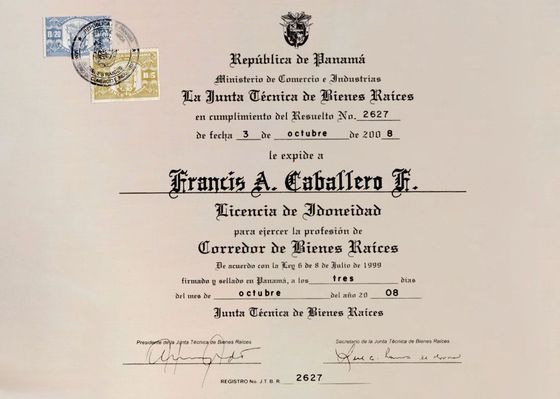 B/.20
B/.5
República de Panamá
Ministerio de Comercio e Industrias
La Junta Técnica de Bienes Raíces
en cumplimiento del Resuelto No. 2627
de fecha 3 de octubre de 2008
le expide a
Francis A. Caballero F.
Licencia de Idoneidad
para ejercer la profesión de
Corredor de Bienes Raíces
De acuerdo con la Ley 6 de 8 de Julio de 1999
firmado y sellado en Panamá, a los tres días
del mes de octubre del año 20 08
Junta Técnica de Bienes Raíces
Presidente de la Junta Técnica de Bienes Raíces
Secretario de la Junta Técnica de Bienes Raíces
REGISTRO No. J. T. B. R. 2627